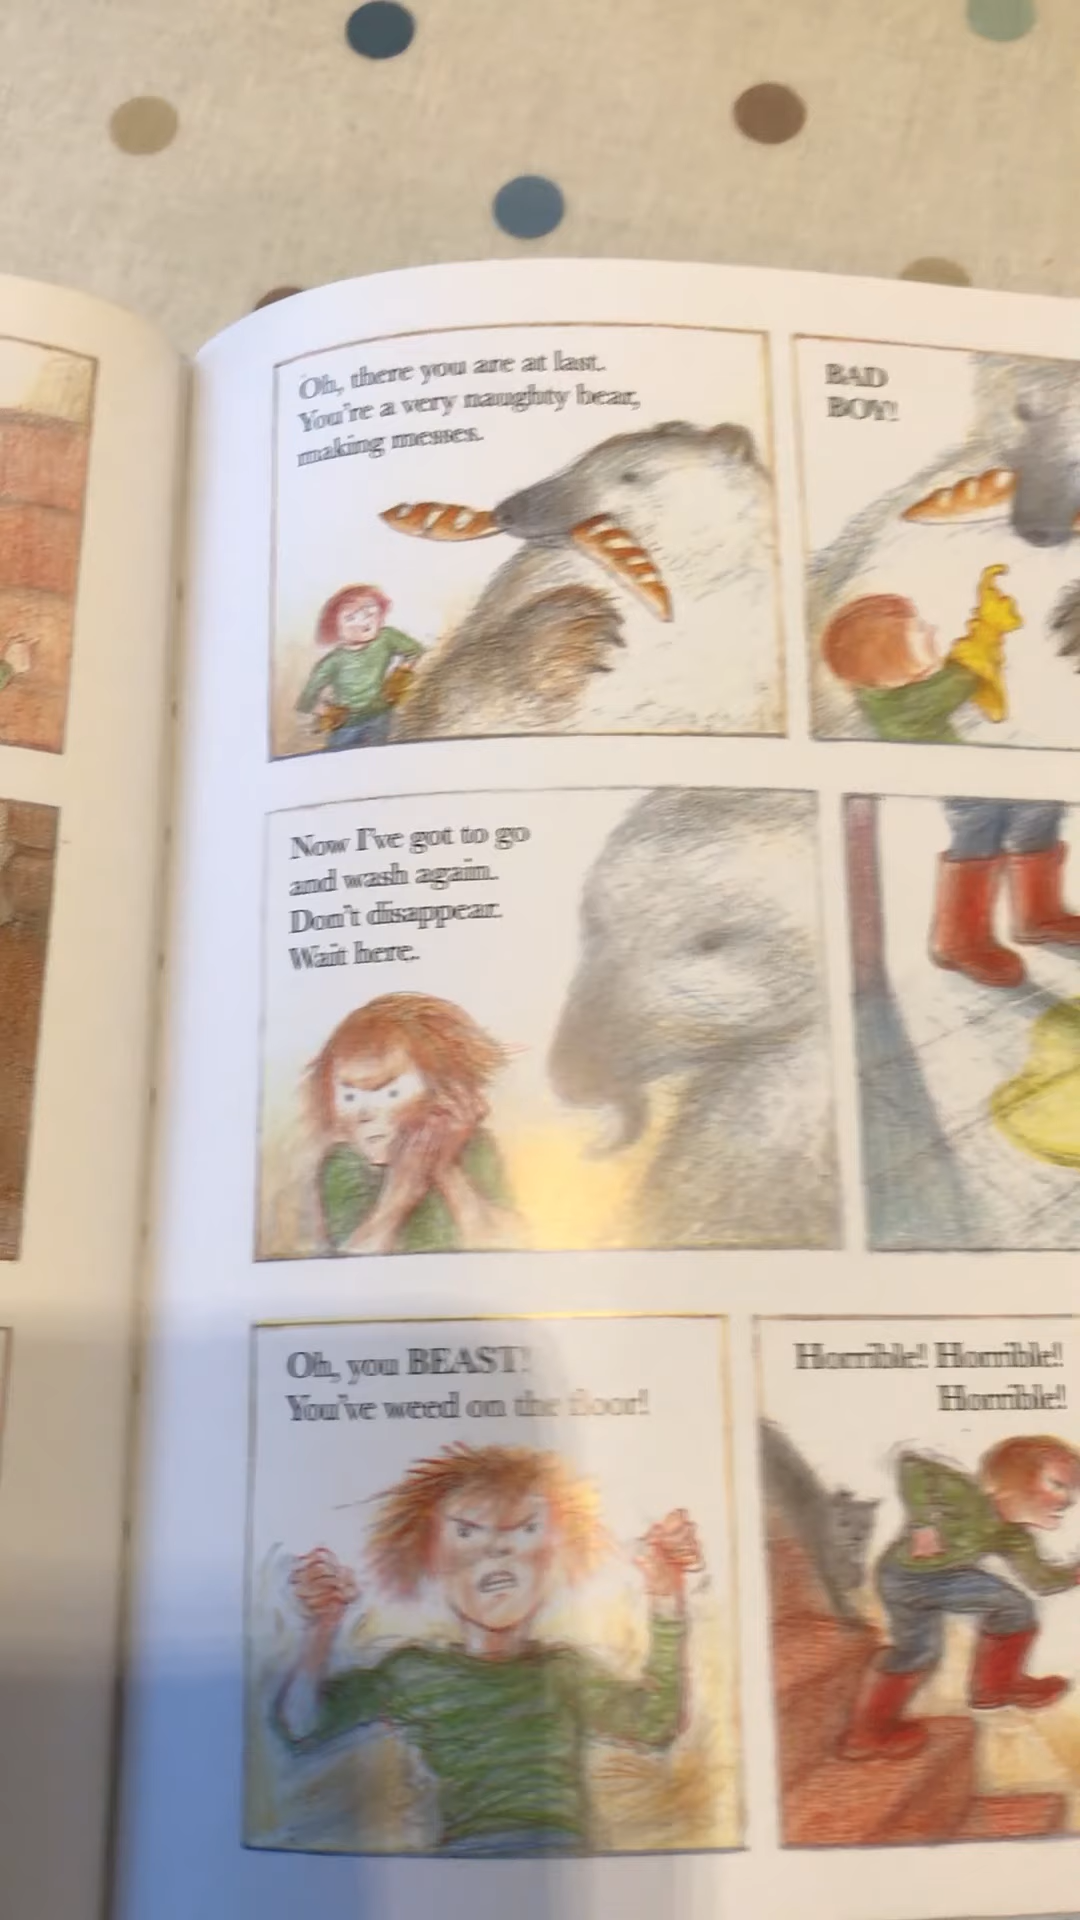 Oh, there you are at last.
You're a very naughty bear,
making messes.
BAD
BOY!
Now I've got to go
and wash again.
Don't disappear.
Wait here.
Oh, you BEAST!
You've weed on the floor!
Horrible! Horrible!
Horrible!